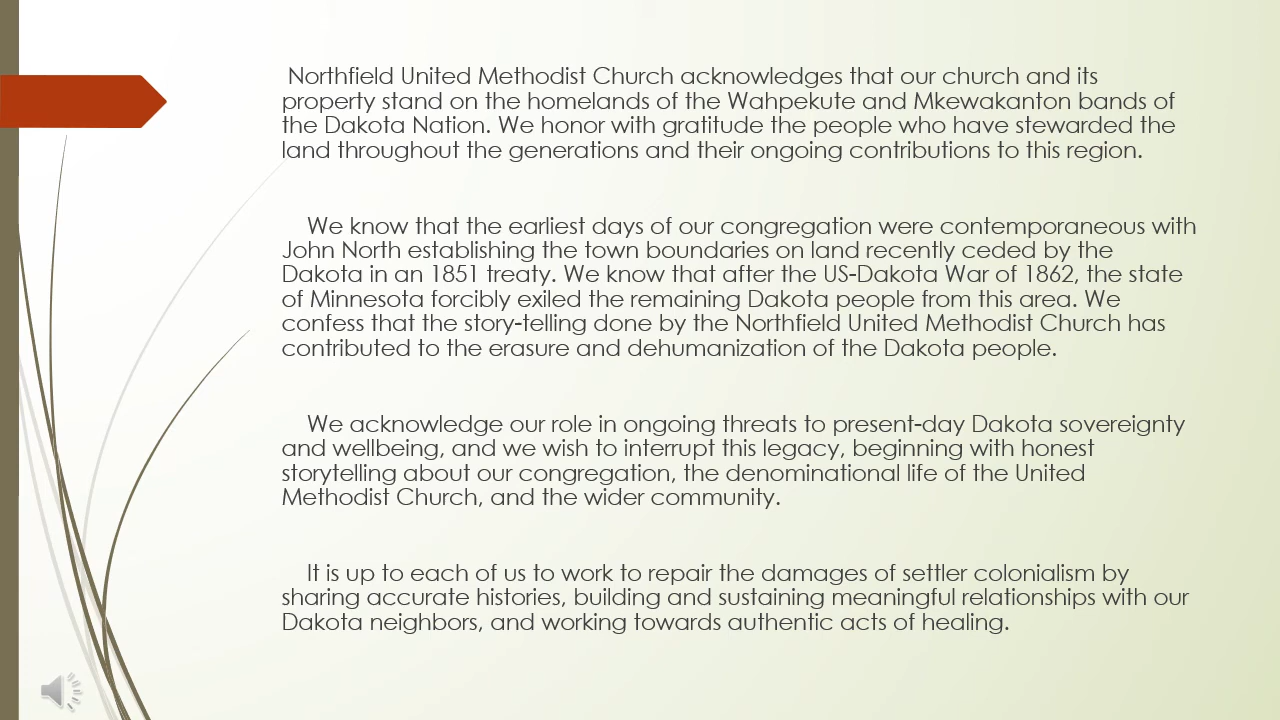 Northfield United Methodist Church acknowledges that our church and its
property stand on the homelands of the Wahpekute and Mkewakanton bands of
the Dakota Nation. We honor with gratitude the people who have stewarded the
land throughout the generations and their ongoing contributions to this region.
We know that the earliest days of our congregation were contemporaneous with
John North establishing the town boundaries on land recently ceded by the
Dakota in an 1851 treaty. We know that after the US-Dakota War of 1862, the state
of Minnesota forcibly exiled the remaining Dakota people from this area. We
confess that the story-telling done by the Northfield United Methodist Church has
contributed to the erasure and dehumanization of the Dakota people.
We acknowledge our role in ongoing threats to present-day Dakota sovereignty
and wellbeing, and we wish to interrupt this legacy, beginning with honest
storytelling about our congregation, the denominational life of the United
Methodist Church, and the wider community.
It is up to each of us to work to repair the damages of settler colonialism by
sharing accurate histories, building and sustaining meaningful relationships with our
Dakota neighbors, and working towards authentic acts of healing.